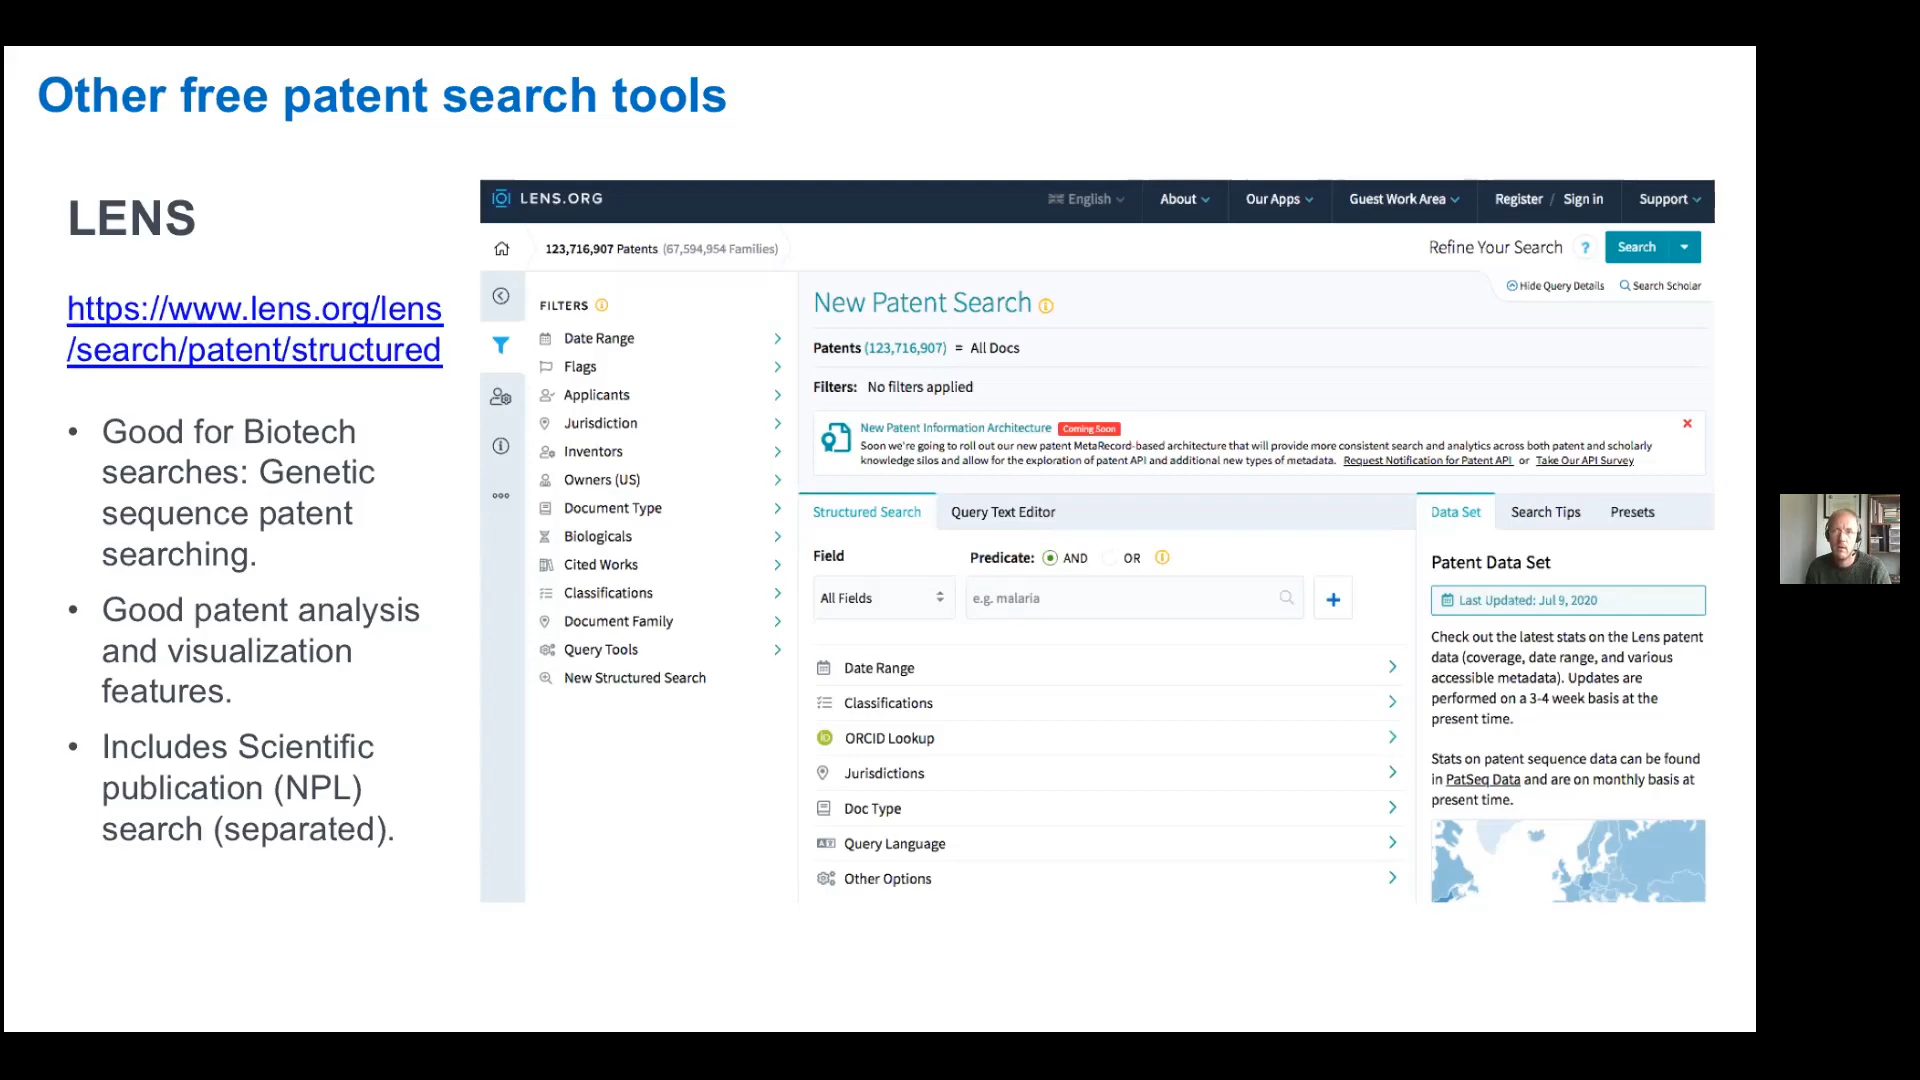 Other free patent search tools
LENS
https://www.lens.org/lens
/search/patent/structured
• Good for Biotech
searches: Genetic
sequence patent
searching.
• Good patent analysis
and visualization
features.
• Includes Scientific
publication (NPL)
search (separated).
LENS.ORG
English
About
Our Apps
Guest Work Area
Register / Sign in
Support
123,716,907 Patents (67,594,954 Families)
Refine Your Search
?
Search
Hide Query Details
Search Scholar
FILTERS
Date Range
Flags
Applicants
Jurisdiction
Inventors
Owners (US)
Document Type
Biologicals
Cited Works
Classifications
Document Family
Query Tools
New Structured Search
New Patent Search
Patents (123,716,907) = All Docs
Filters: No filters applied
New Patent Information Architecture Coming Soon
Soon we're going to roll out our new patent MetaRecord-based architecture that will provide more consistent search and analytics across both patent and scholarly
knowledge silos and allow for the exploration of patent API and additional new types of metadata. Request Notification for Patent API or Take Our API Survey
Structured Search
Query Text Editor
Field
Predicate: AND OR
All Fields
e.g. malaria
+
Date Range
Classifications
ORCID Lookup
Jurisdictions
Doc Type
Query Language
Other Options
Data Set
Search Tips
Presets
Patent Data Set
Last Updated: Jul 9, 2020
Check out the latest stats on the Lens patent
data (coverage, date range, and various
accessible metadata). Updates are
performed on a 3-4 week basis at the
present time.
Stats on patent sequence data can be found
in PatSeq Data and are on monthly basis at
present time.